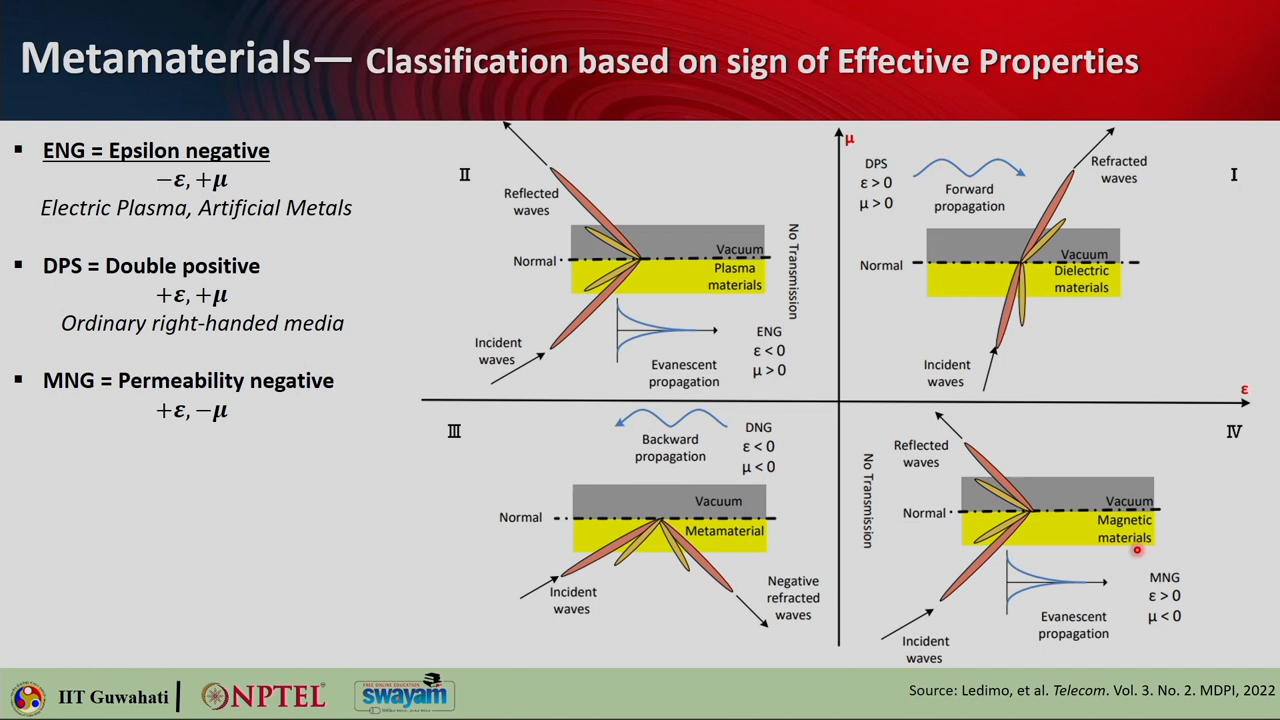 Metamaterials— Classification based on sign of Effective Properties
▪ ENG = Epsilon negative
−ε, +μ
Electric Plasma, Artificial Metals
▪ DPS = Double positive
+ε, +μ
Ordinary right-handed media
▪ MNG = Permeability negative
+ε, −μ
II
Reflected
waves
Normal
Vacuum
Plasma
materials
No Transmission
Incident
waves
Evanescent
propagation
ENG
ε < 0
μ > 0
μ
DPS
ε > 0
μ > 0
Forward
propagation
Refracted
waves
I
Normal
Vacuum
Dielectric
materials
Incident
waves
ε
III
Backward
propagation
DNG
ε < 0
μ < 0
Normal
Vacuum
Metamaterial
Incident
waves
Negative
refracted
waves
IV
Reflected
waves
No Transmission
Normal
Vacuum
Magnetic
materials
MNG
ε > 0
μ < 0
Evanescent
propagation
Incident
waves
IIT Guwahati
NPTEL
FREE ONLINE EDUCATION
swayam
Source: Ledimo, et al. Telecom. Vol. 3. No. 2. MDPI, 2022